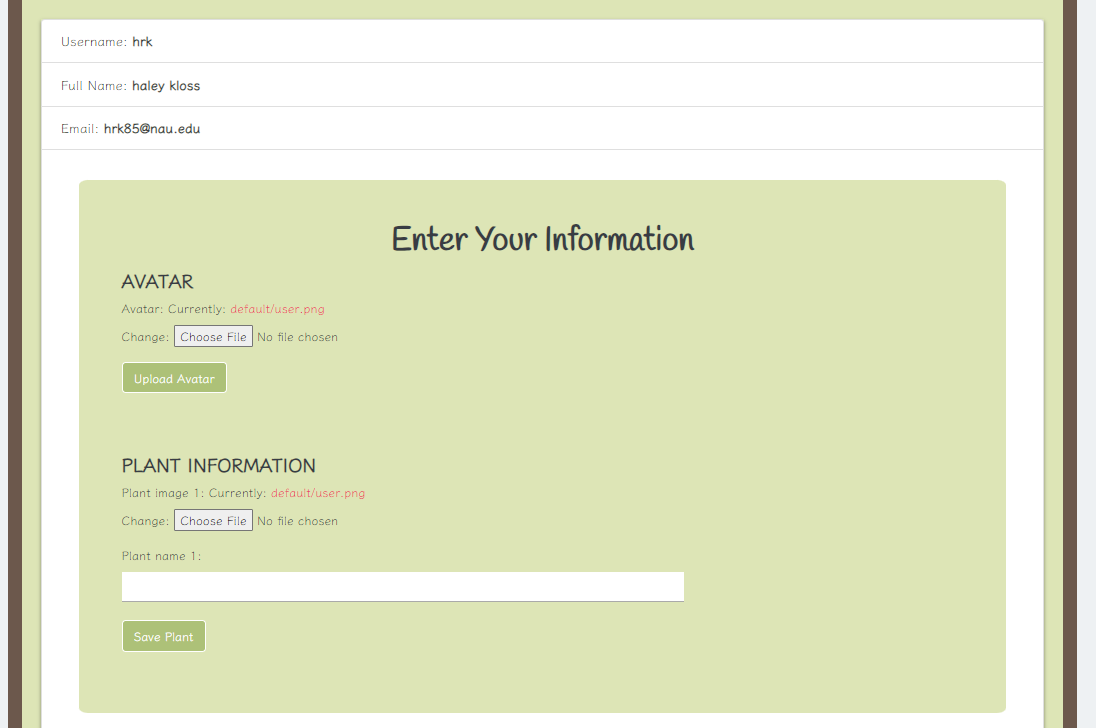 Username: hrk
Full Name: haley kloss
Email: hrk85@nau.edu
Enter Your Information
AVATAR
Avatar: Currently: default/user.png
Change: Choose File No file chosen
Upload Avatar
PLANT INFORMATION
Plant image 1: Currently: default/user.png
Change: Choose File No file chosen
Plant name 1:
Save Plant